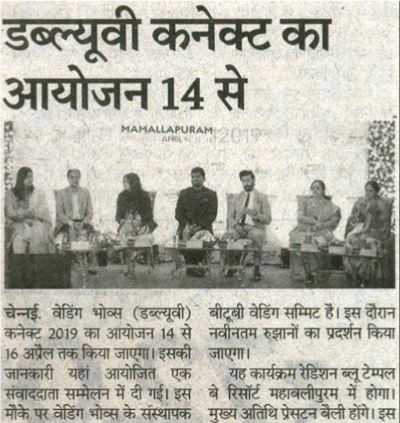 डब्ल्यूवी कनेक्ट का
आयोजन 14 से
MAMALLAPURAM
APRIL
2019
चेन्नई. वेडिंग भोव्स (डब्ल्यूवी)
कनेक्ट 2019 का आयोजन 14 से
16 अप्रैल तक किया जाएगा। इसकी
जानकारी यहां आयोजित एक
संवाददाता सम्मेलन में दी गई। इस
मौके पर वेडिंग भोव्स के संस्थापक
बीटूबी वेडिंग सम्मिट है। इस दौरान
नवीनतम रुझानों का प्रदर्शन किया
जाएगा।
यह कार्यक्रम रेडिशन ब्लू टेम्पल
बे रिसॉर्ट महाबलीपुरम में होगा।
मुख्य अतिथि प्रेसटन बेली होंगे। इस